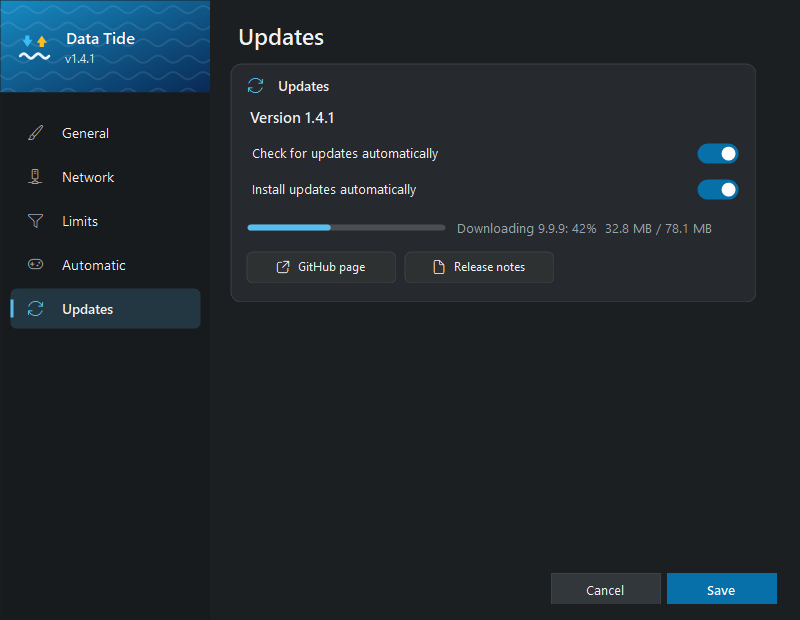 Data Tide
v1.4.1
General
Network
Limits
Automatic
Updates
Updates
Updates
Version 1.4.1
Check for updates automatically
Install updates automatically
Downloading 9.9.9: 42% 32.8 MB / 78.1 MB
GitHub page
Release notes
Cancel
Save